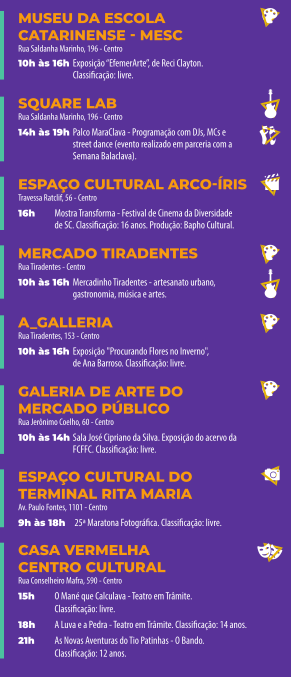 MUSEU DA ESCOLA
CATARINENSE - MESC
Rua Saldanha Marinho, 196 - Centro
10h às 16h Exposição "EfemerArte", de Reci Clayton.
Classificação: livre.
SQUARE LAB
Rua Saldanha Marinho, 196 - Centro
14h às 19h Palco MaraClava - Programação com DJs, MCs e
street dance (evento realizado em parceria com a
Semana Balaclava).
ESPAÇO CULTURAL ARCO-ÍRIS
Travessa Ratclif, 56 - Centro
16h Mostra Transforma - Festival de Cinema da Diversidade
de SC. Classificação: 16 anos. Produção: Bapho Cultural.
MERCADO TIRADENTES
Rua Tiradentes - Centro
10h às 16h Mercadinho Tiradentes - artesanato urbano,
gastronomia, música e artes.
A_GALLERIA
Rua Tiradentes, 153 - Centro
10h às 16h Exposição "Procurando Flores no Inverno",
de Ana Barroso. Classificação: livre.
GALERIA DE ARTE DO
MERCADO PÚBLICO
Rua Jerônimo Coelho, 60 - Centro
10h às 14h Sala José Cipriano da Silva. Exposição do acervo da
FCFFC. Classificação: livre.
ESPAÇO CULTURAL DO
TERMINAL RITA MARIA
Av. Paulo Fontes, 1101 - Centro
9h às 18h 25ª Maratona Fotográfica. Classificação: livre.
CASA VERMELHA
CENTRO CULTURAL
Rua Conselheiro Mafra, 590 - Centro
15h O Mané que Calculava - Teatro em Trâmite.
Classificação: livre.
18h A Luva e a Pedra - Teatro em Trâmite. Classificação: 14 anos.
21h As Novas Aventuras do Tio Patinhas - O Bando.
Classificação: 12 anos.